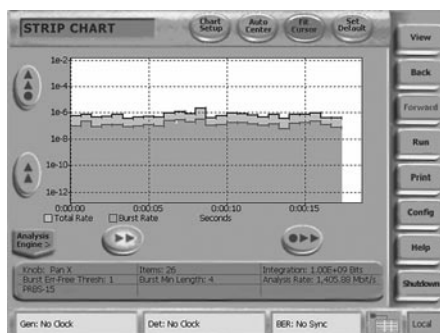 STRIP CHART
Chart Setup
Auto Center
Fit Cursor
Set Default
View
Back
Forward
Run
Print
Config
Help
Shutdown
1e-2
1e-4
1e-6
1e-8
1e-10
1e-12
0:00:00 0:00:05 0:00:10 0:00:15
Total Rate Burst Rate Seconds
Analysis Engine >
Knob: Pan X Items: 26 Integration: 1.00E+09 Bits
Burst Err-Free Thresh: 1 Burst Min Length: 4 Analysis Rate: 1,405.88 Mbit/s
PRBS-15
Gen: No Clock Det: No Clock BER: No Sync Local